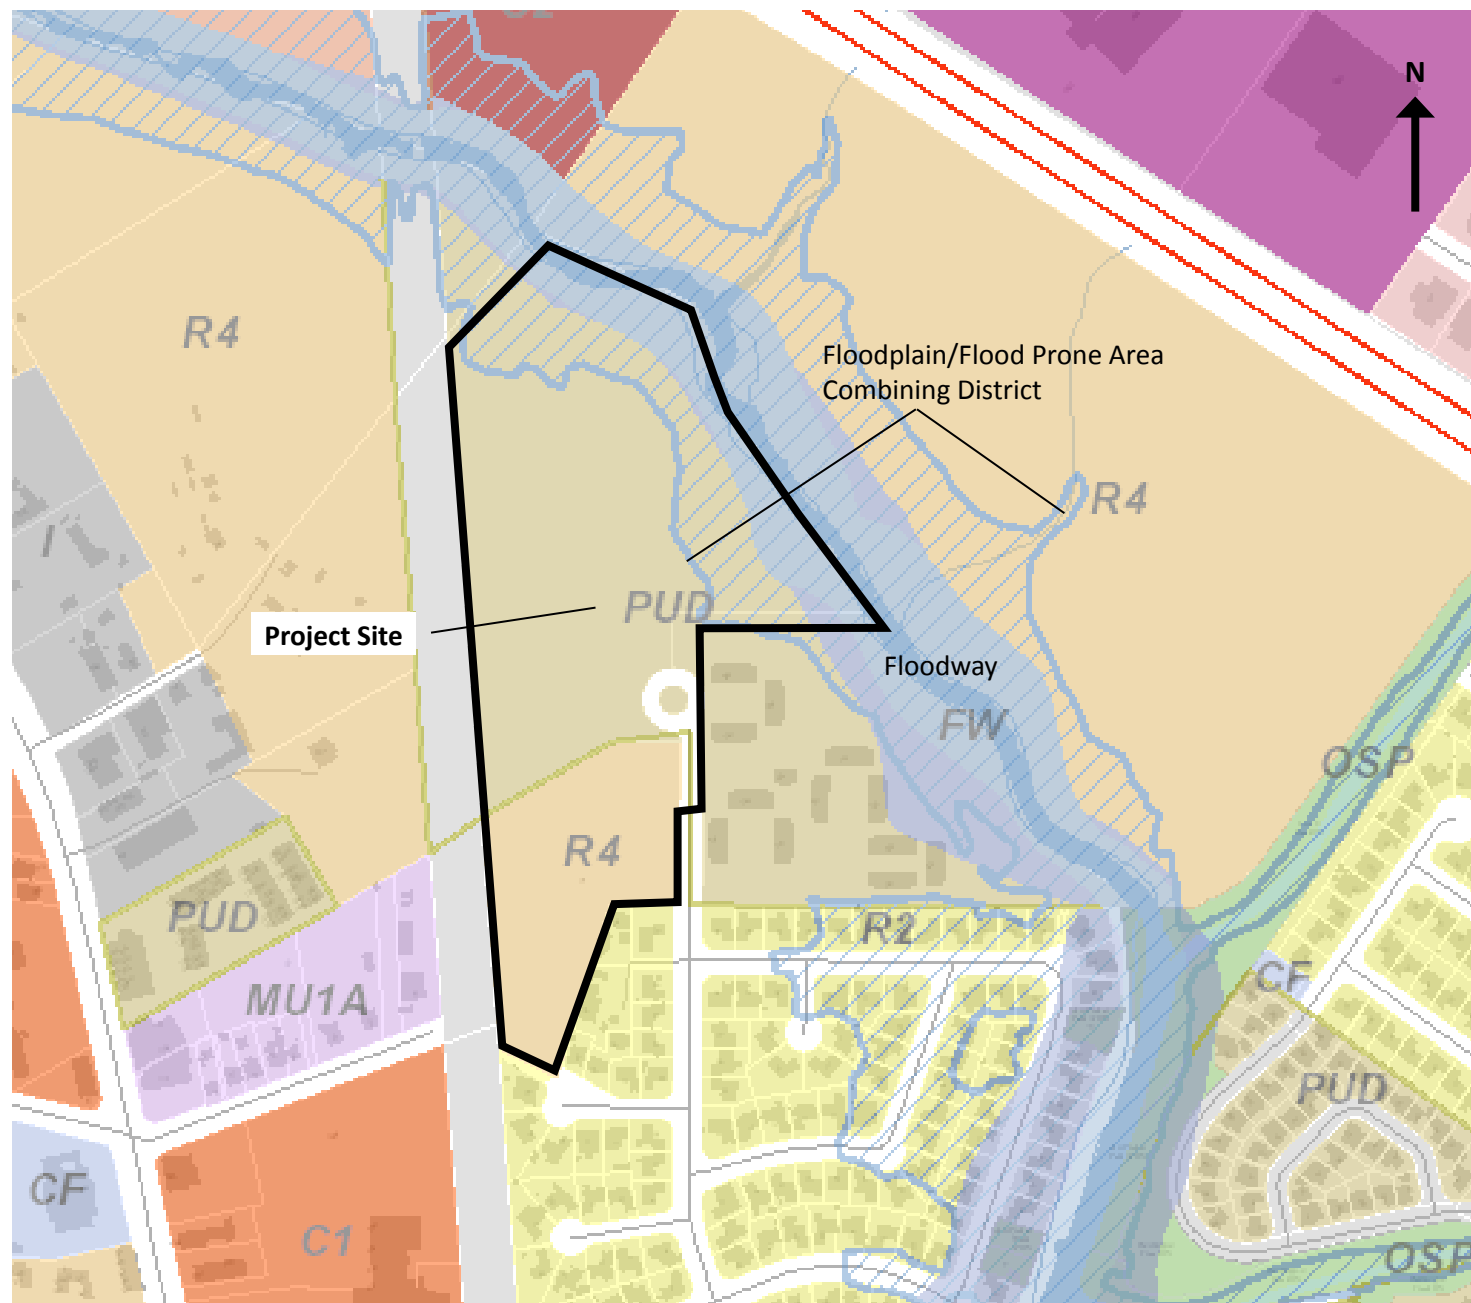 N
R4
Floodplain/Flood Prone Area
Combining District
R4
I
PUD
Project Site
Floodway
FW
OSP
R4
PUD
R2
CF
MU1A
PUD
CF
C1
OSP